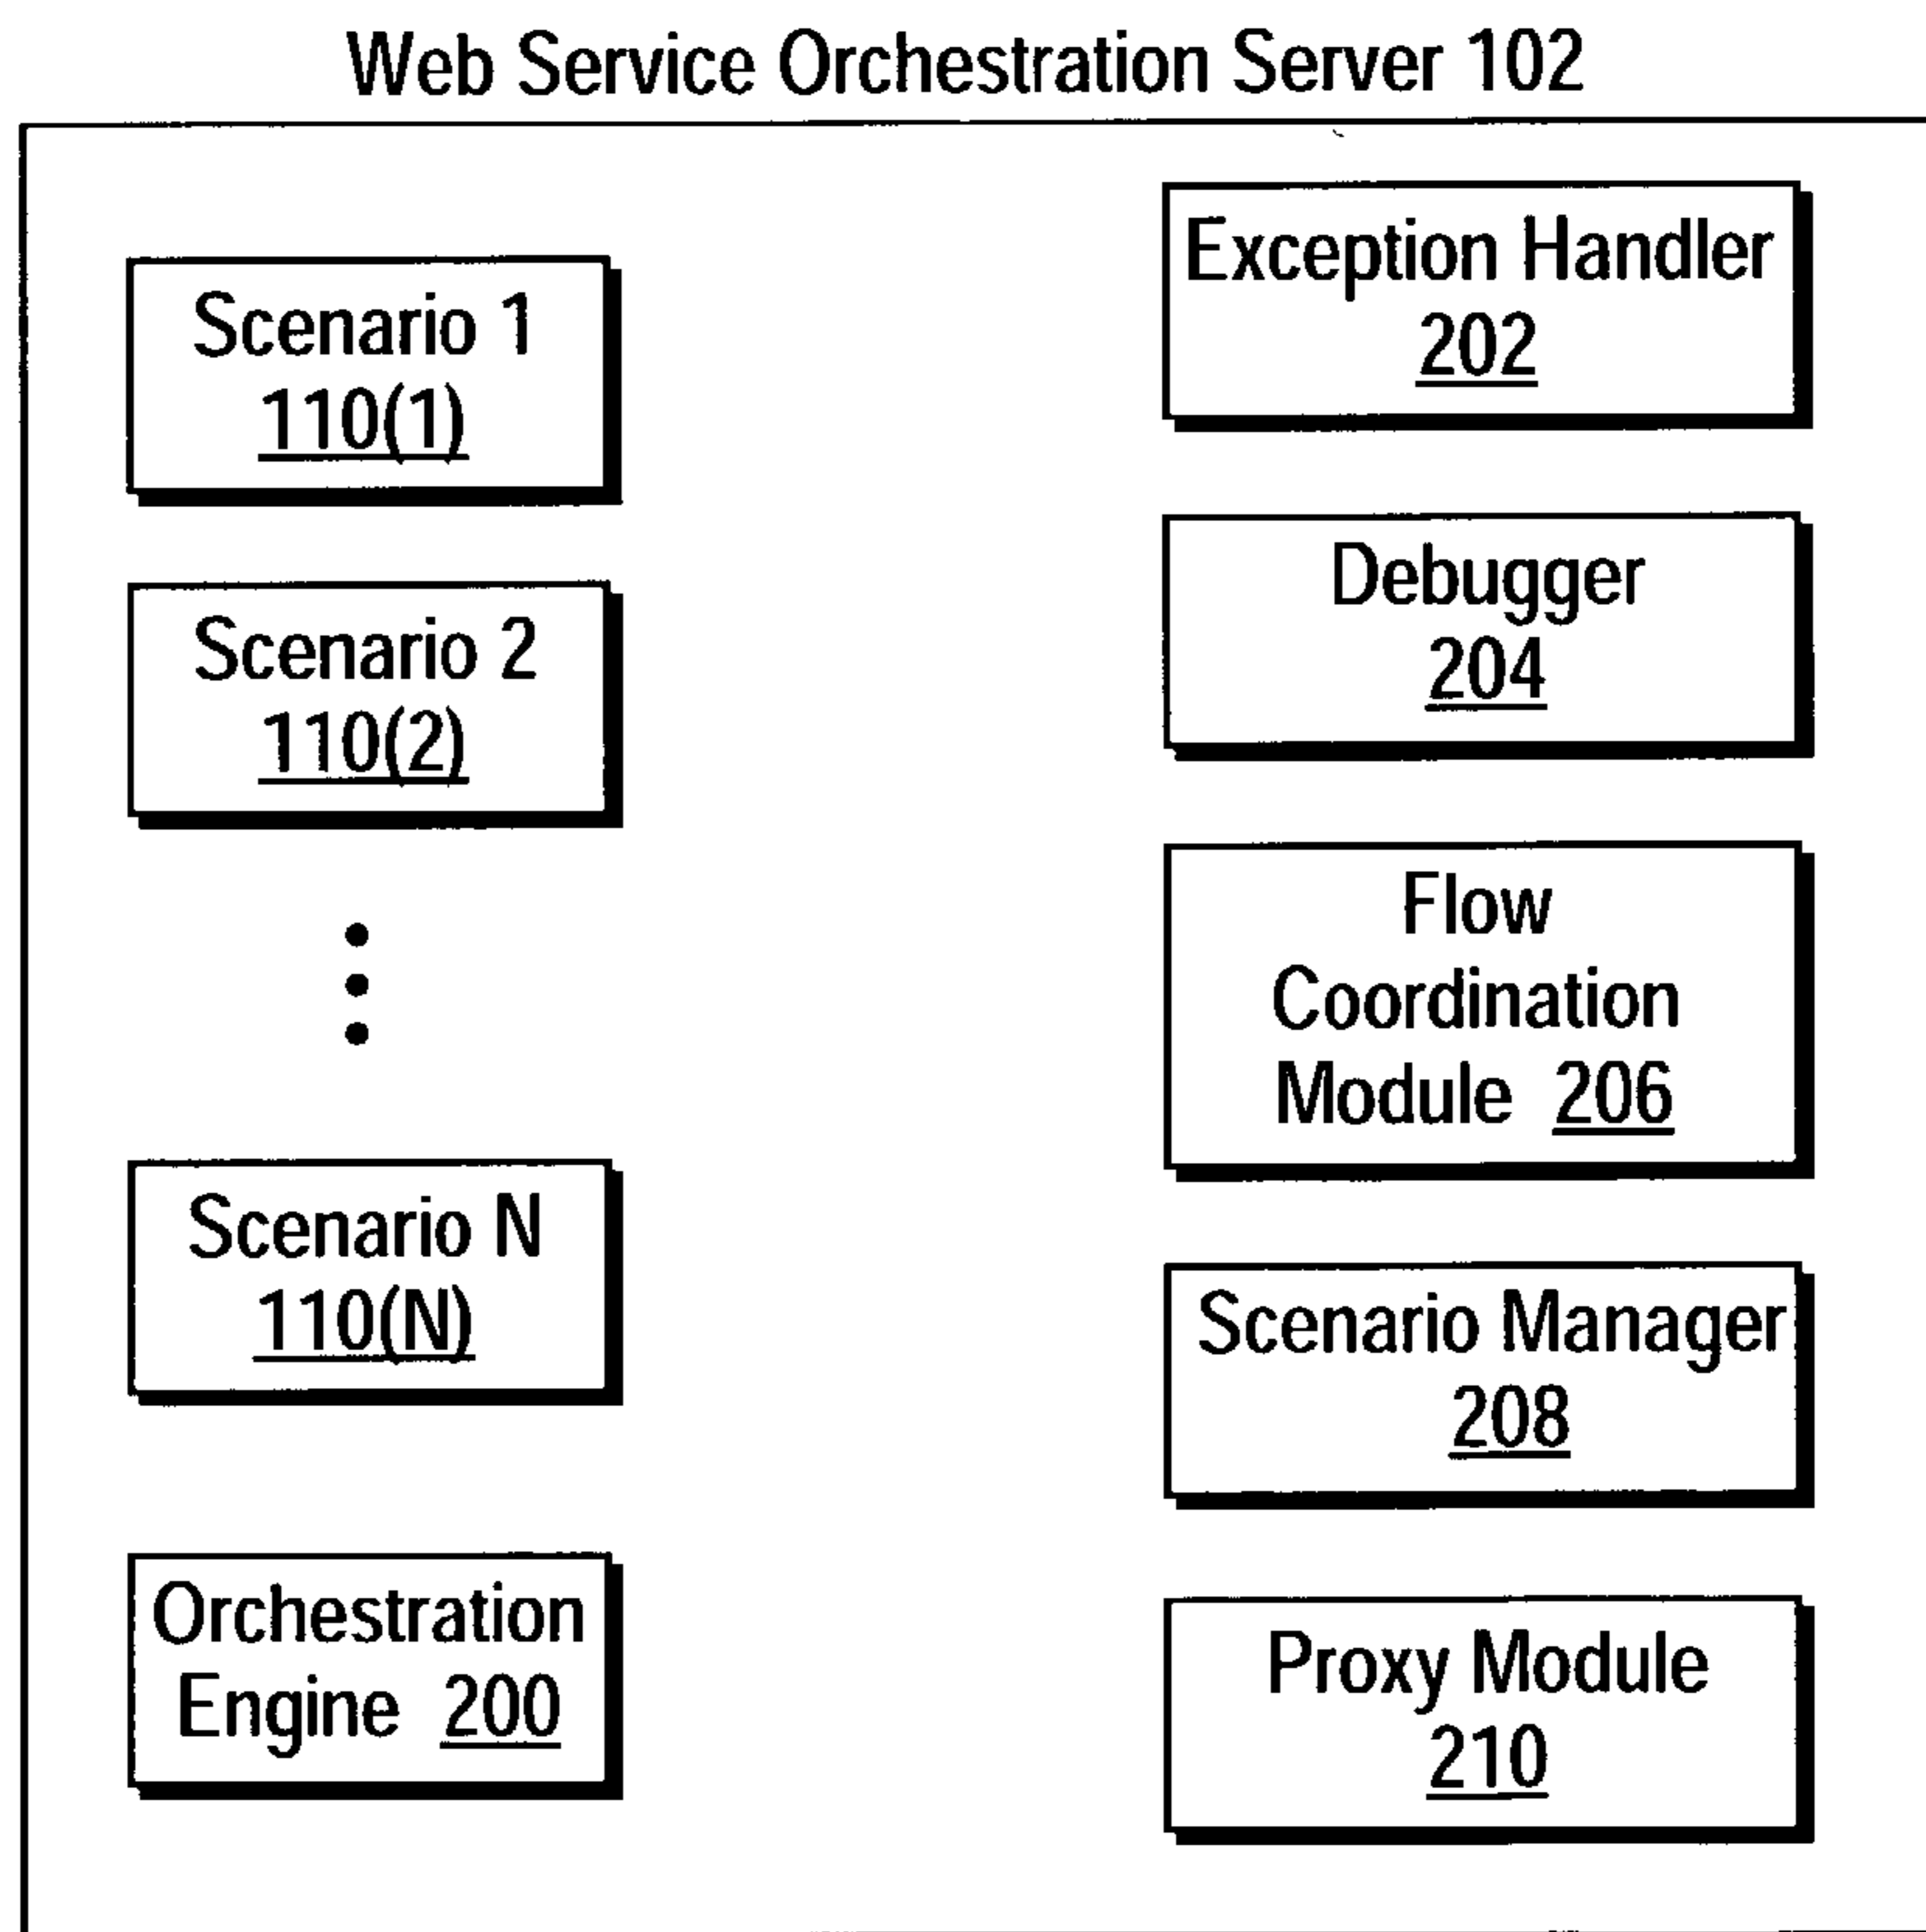 Web Service Orchestration Server 102
Scenario 1
110(1)
Scenario 2
110(2)
Scenario N
110(N)
Orchestration
Engine 200
Exception Handler
202
Debugger
204
Flow
Coordination
Module 206
Scenario Manager
208
Proxy Module
210